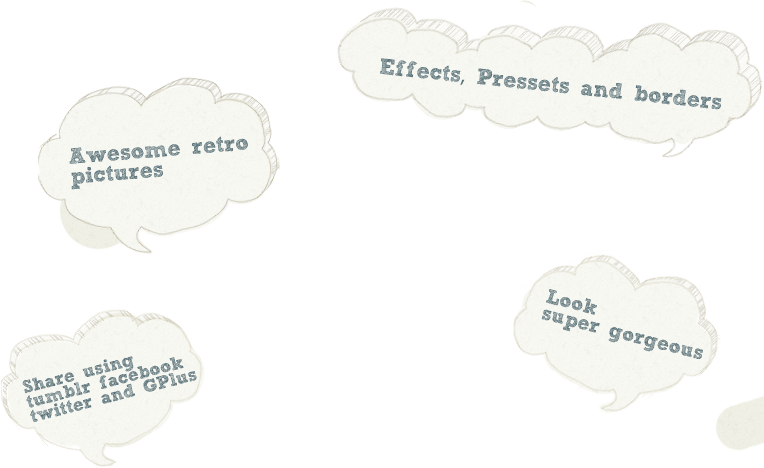 Effects, Pressets and borders
Awesome retro
pictures
Look
super gorgeous
Share using
tumblr facebook
twitter and GPlus